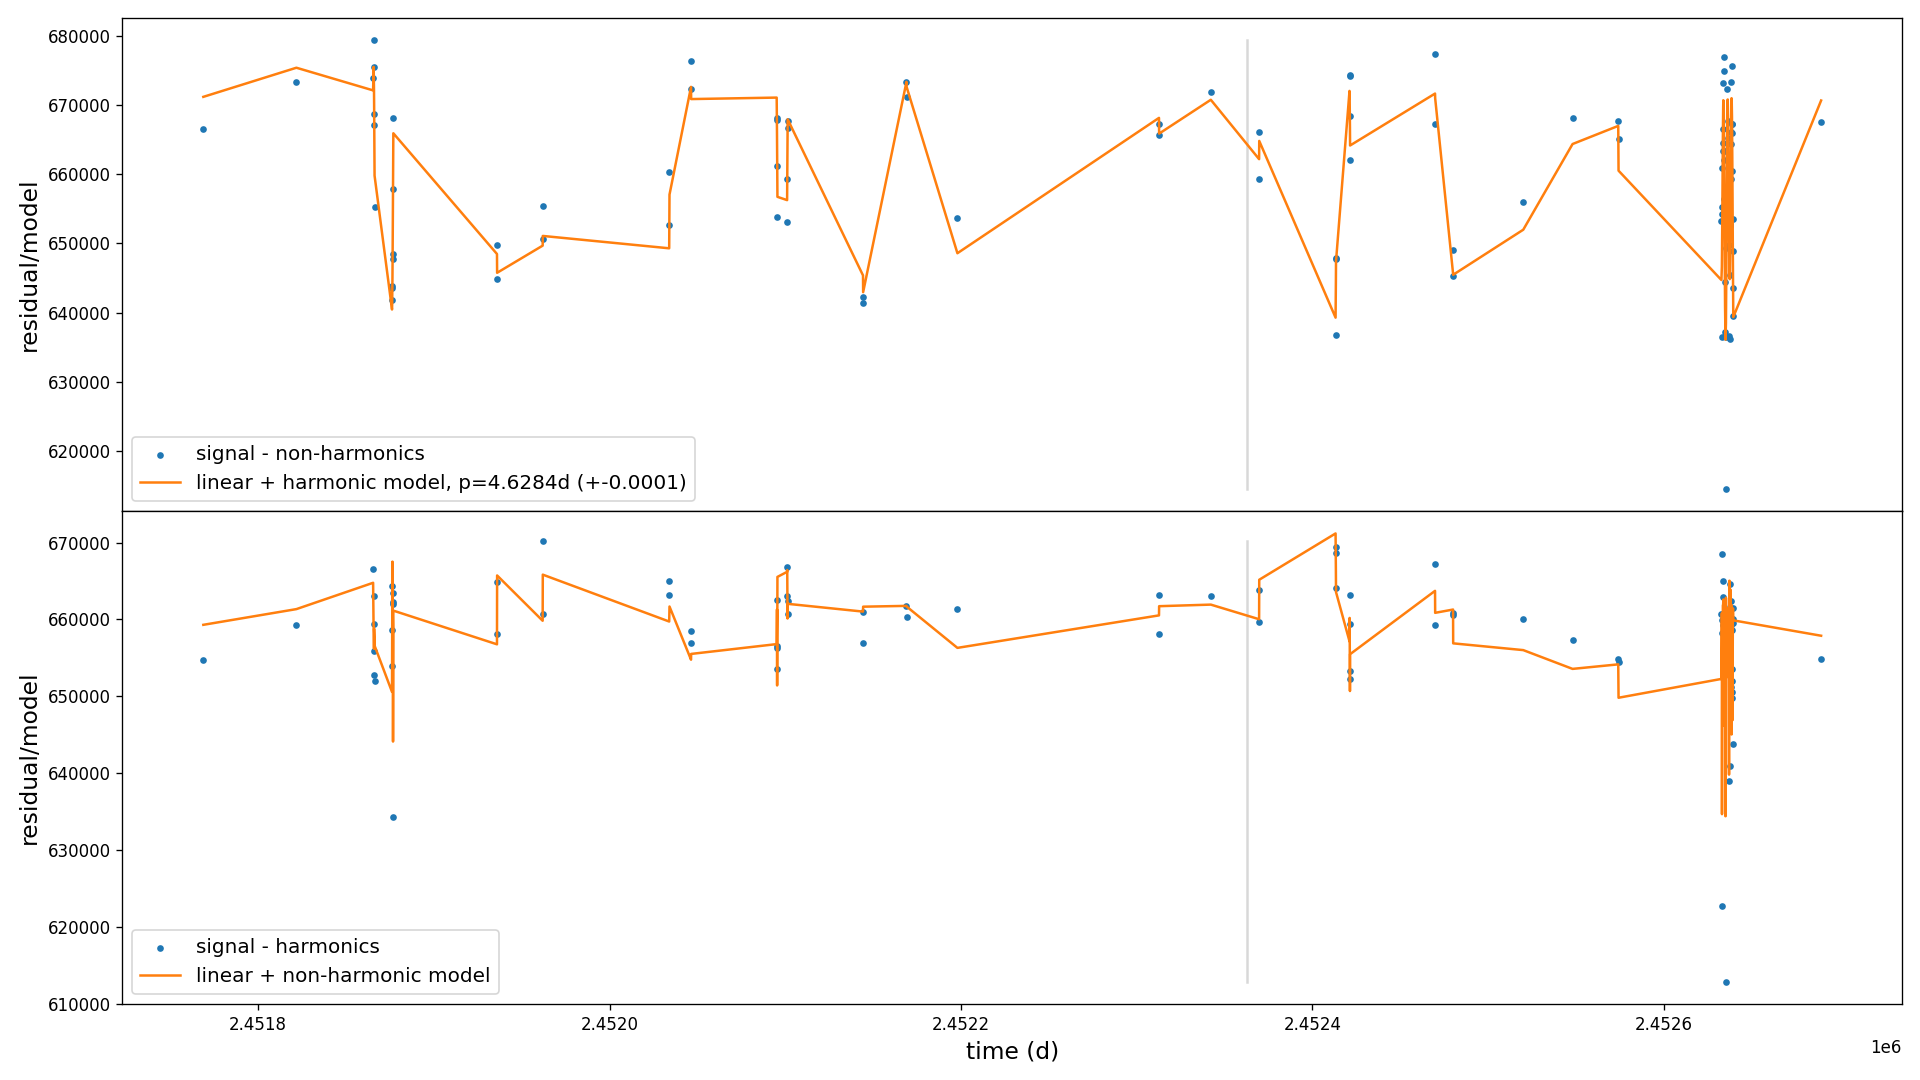 680000
670000
660000
650000
640000
630000
620000
residual/model
signal - non-harmonics
linear + harmonic model, p=4.6284d (+-0.0001)
670000
660000
650000
640000
630000
620000
610000
residual/model
signal - harmonics
linear + non-harmonic model
2.4518 2.4520 2.4522 2.4524 2.4526
1e6
time (d)